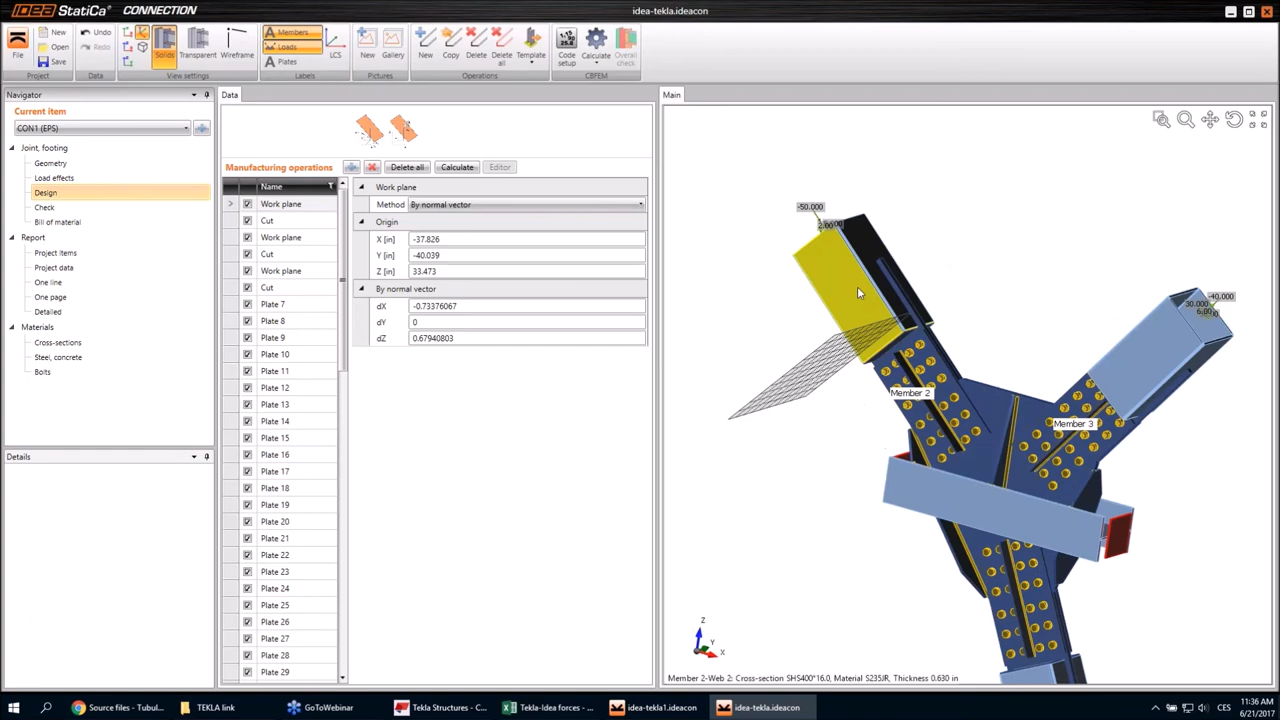 IDEA StatiCa® CONNECTION
idea-tekla.ideacon
File
New
Open
Save
Project
Undo
Redo
Data
Solids
Transparent
Wireframe
View settings
Members
Loads
Plates
LCS
Labels
New
Gallery
Pictures
New
Copy
Delete
Delete all
Template
Operations
Code setup
Calculate
Overall check
CBFEM
Navigator
Current item
CON1 (EPS)
Joint, footing
Geometry
Load effects
Design
Check
Bill of material
Report
Project items
Project data
One line
One page
Detailed
Materials
Cross-sections
Steel, concrete
Bolts
Details
Data
Manufacturing operations
Delete all
Calculate
Editor
Name
Work plane
Cut
Work plane
Cut
Work plane
Cut
Plate 7
Plate 8
Plate 9
Plate 10
Plate 11
Plate 12
Plate 13
Plate 14
Plate 15
Plate 16
Plate 17
Plate 18
Plate 19
Plate 20
Plate 21
Plate 22
Plate 23
Plate 24
Plate 25
Plate 26
Plate 27
Plate 28
Plate 29
Work plane
Method By normal vector
Origin
X [in] -37.826
Y [in] -40.039
Z [in] 33.473
By normal vector
dX -0.73376067
dY 0
dZ 0.67940803
Main
-50.000
-40.000
30.000
Member 2
Member 3
Z
Y
X
Member 2-Web 2: Cross-section SHS400*16.0, Material S235JR, Thickness 0.630 in
Source files - Tubul...
TEKLA link
GoToWebinar
Tekla Structures - C...
Tekla-Idea forces - ...
idea-tekla1.ideacon
idea-tekla.ideacon
CES
11:36 AM
6/21/2017